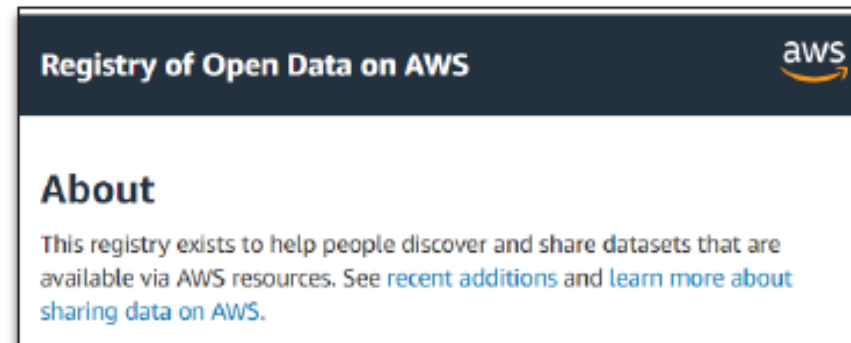 Registry of Open Data on AWS
aws
About
This registry exists to help people discover and share datasets that are
available via AWS resources. See recent additions and learn more about
sharing data on AWS.